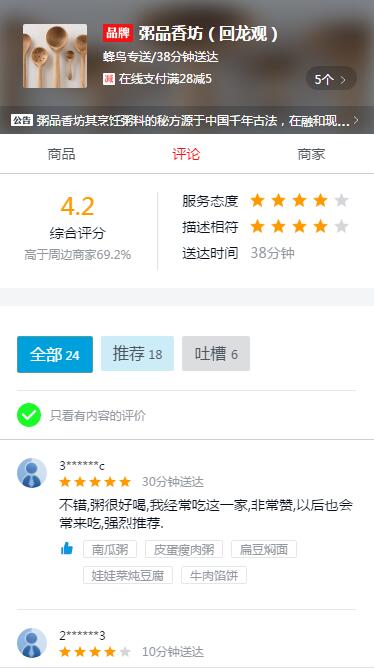 品牌 粥品香坊（回龙观）
蜂鸟专送/38分钟送达
减 在线支付满28减5
5个
公告 粥品香坊其烹饪粥料的秘方源于中国千年古法，在融和现...
商品 评论 商家
4.2
综合评分
高于周边商家69.2%
服务态度
描述相符
送达时间 38分钟
全部 24 推荐 18 吐槽 6
只看有内容的评价
3******c
30分钟送达
不错,粥很好喝,我经常吃这一家,非常赞,以后也会
常来吃,强烈推荐.
南瓜粥 皮蛋瘦肉粥 扁豆焖面
娃娃菜炖豆腐 牛肉馅饼
2******3
10分钟送达